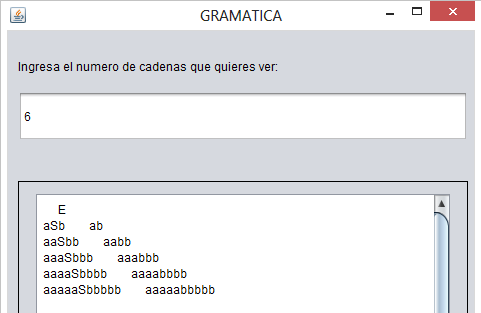 GRAMATICA
Ingresa el numero de cadenas que quieres ver:
6
E
aSb ab
aaSbb aabb
aaaSbbb aaabbb
aaaaSbbbb aaaabbbb
aaaaaSbbbbb aaaaabbbbb